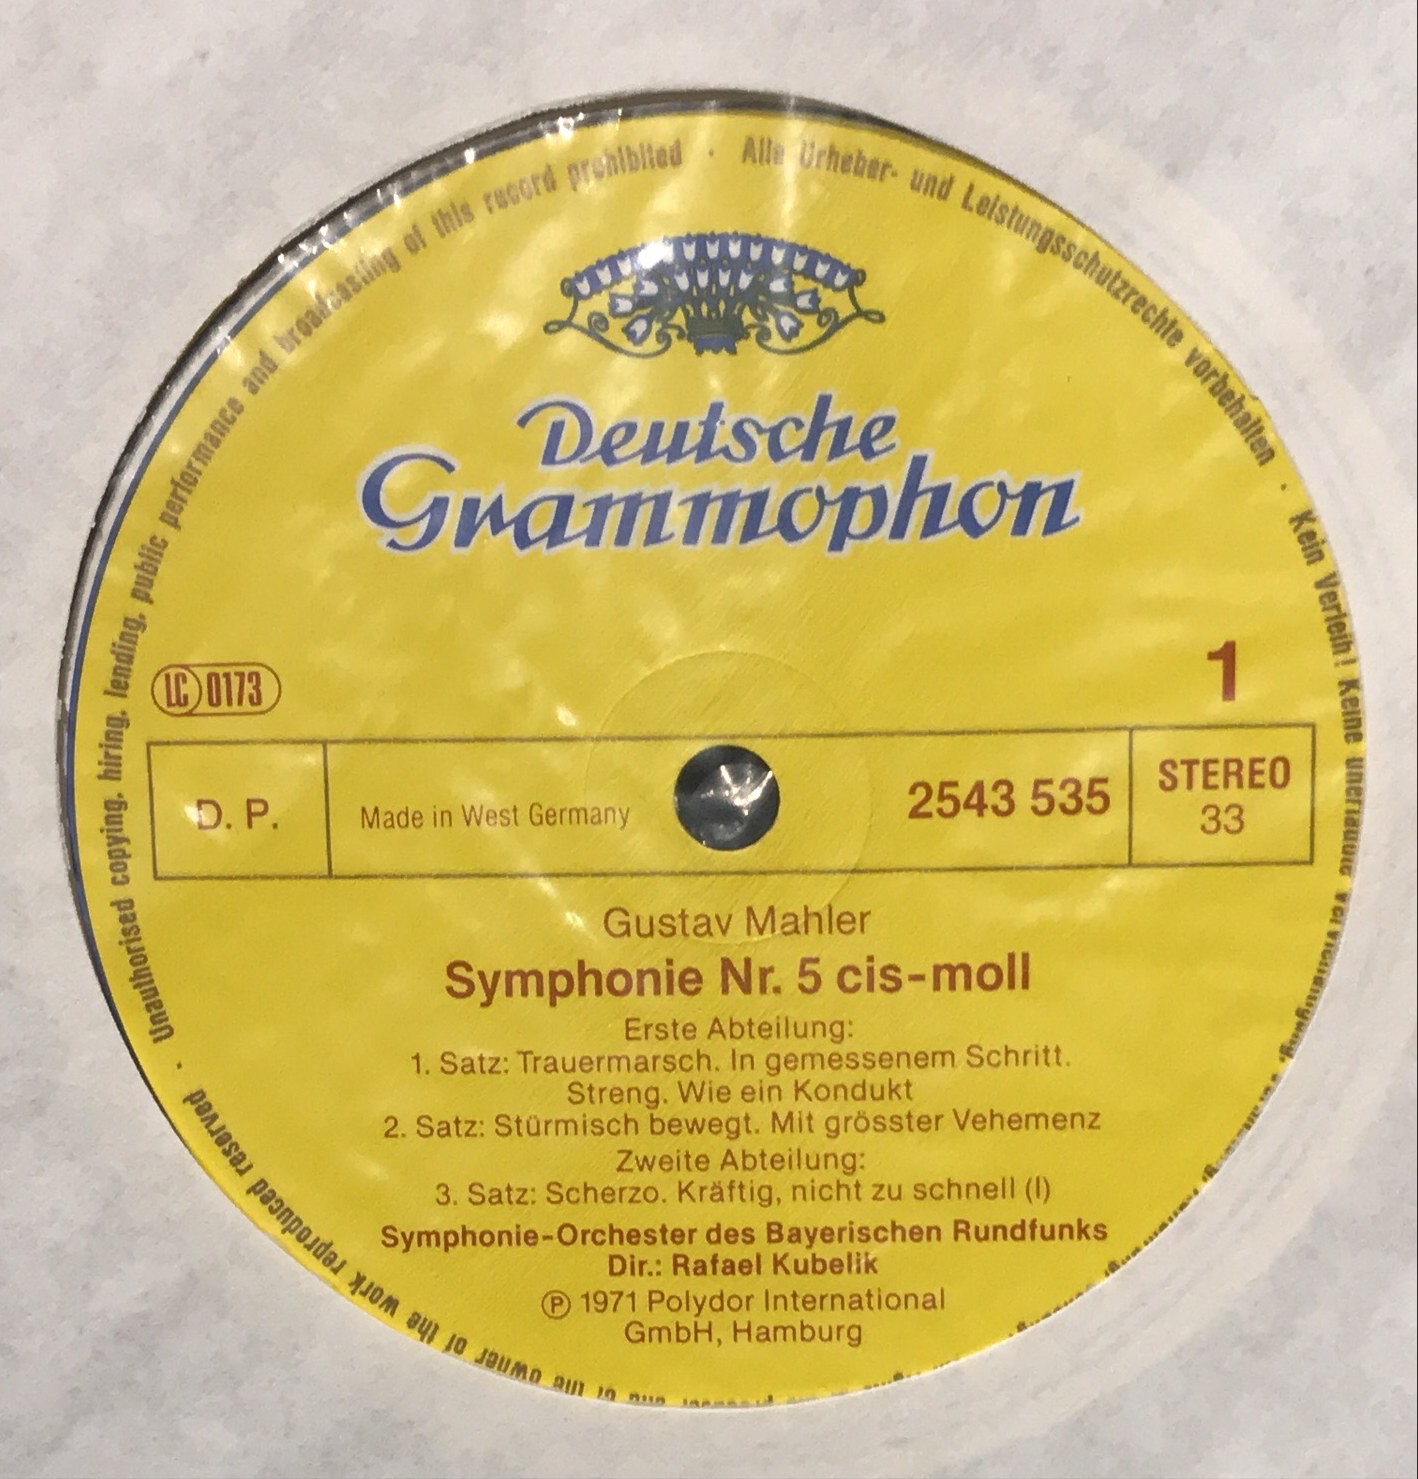 Unauthorised copying, hiring, lending, public performance and broadcasting of this record prohibited · Alle Urheber- und Leistungsschutzrechte vorbehalten · Kein Verleih! Keine
of the work reproduced reserved ·
Deutsche
Grammophon
LC 0173
1
D. P.
Made in West Germany
2543 535
STEREO
33
Gustav Mahler
Symphonie Nr. 5 cis-moll
Erste Abteilung:
1. Satz: Trauermarsch. In gemessenem Schritt.
Streng. Wie ein Kondukt
2. Satz: Stürmisch bewegt. Mit grösster Vehemenz
Zweite Abteilung:
3. Satz: Scherzo. Kräftig, nicht zu schnell (I)
Symphonie-Orchester des Bayerischen Rundfunks
Dir.: Rafael Kubelik
℗ 1971 Polydor International
GmbH, Hamburg